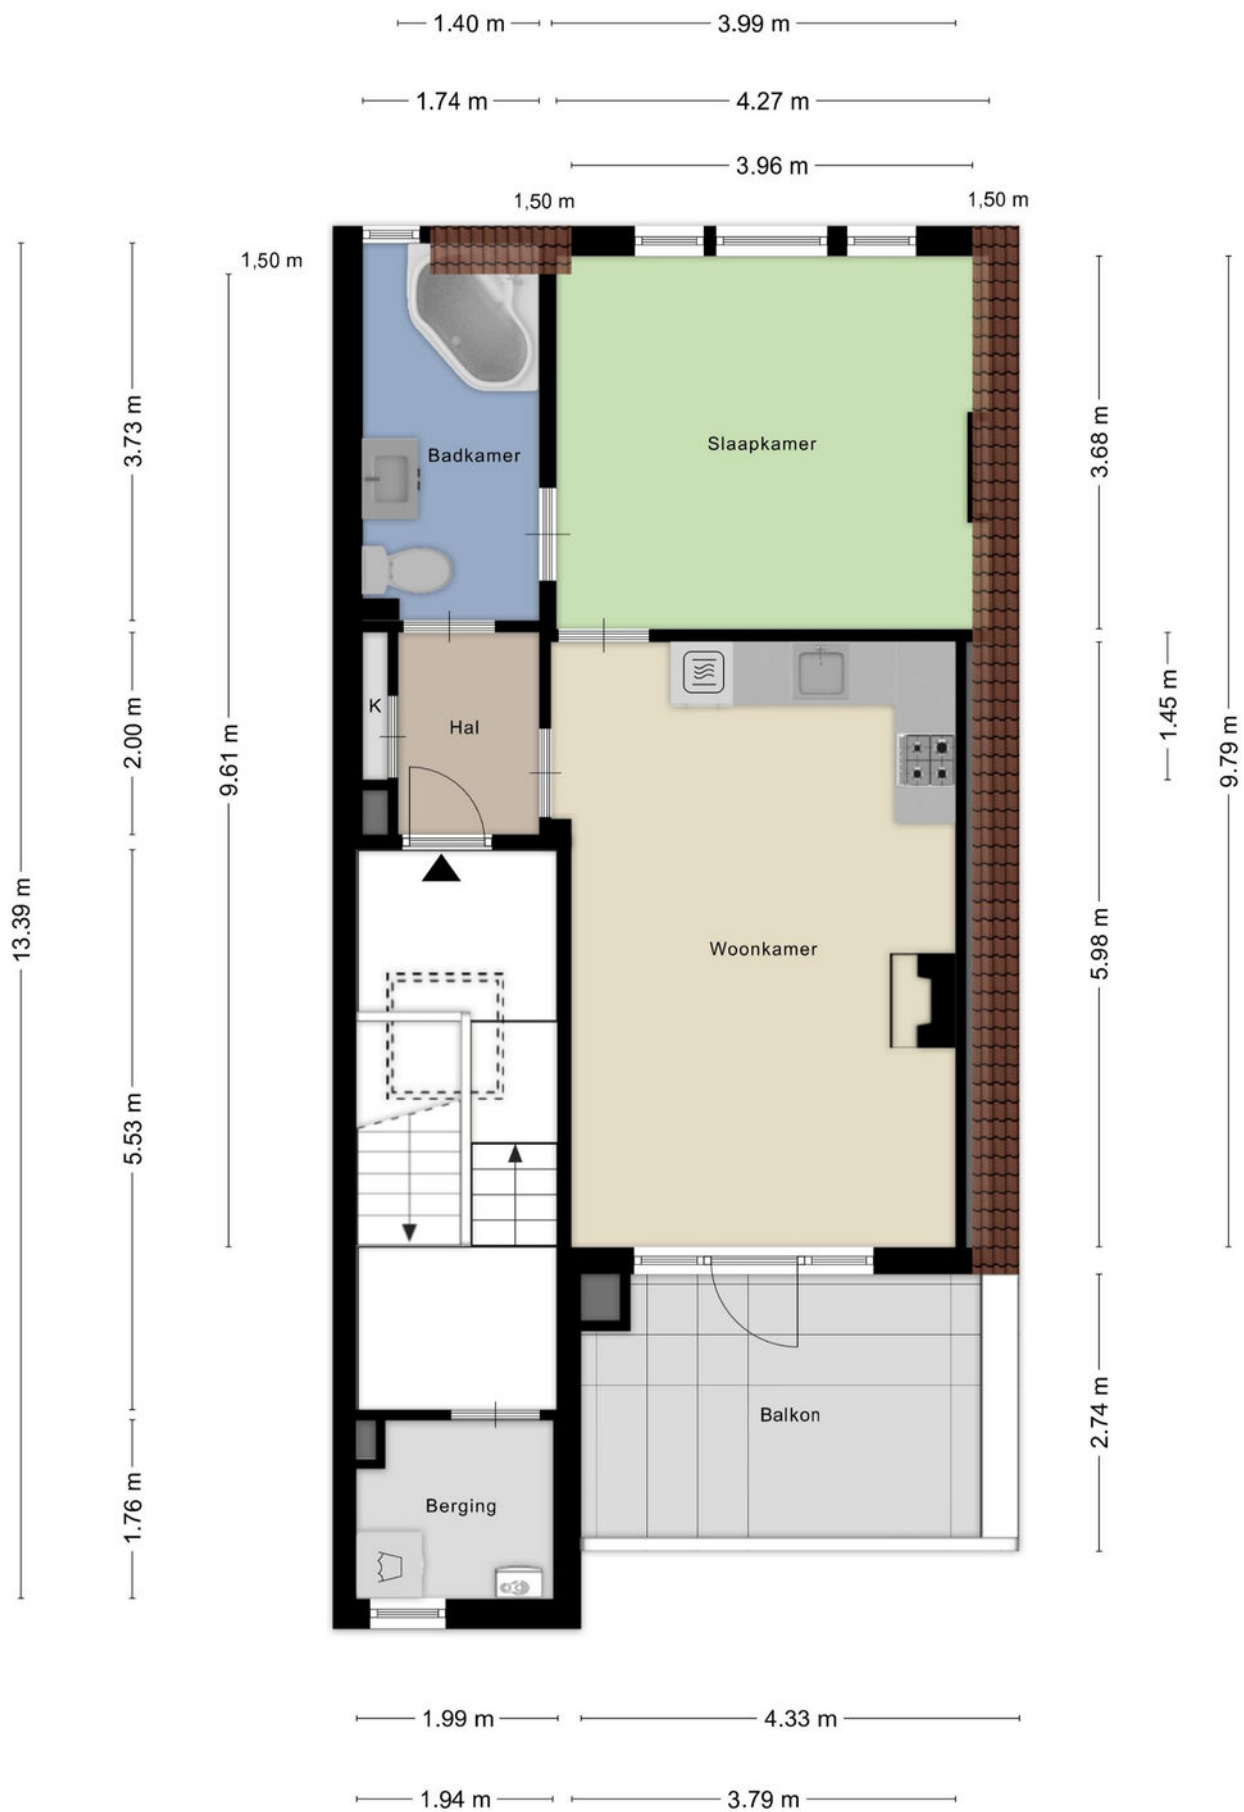 1.40 m
3.99 m
1.74 m
4.27 m
3.96 m
1,50 m
1,50 m
1,50 m
3.73 m
3.68 m
Slaapkamer
Badkamer
K
Hal
2.00 m
9.61 m
1.45 m
9.79 m
13.39 m
5.98 m
Woonkamer
5.53 m
2.74 m
Balkon
Berging
1.76 m
1.99 m
4.33 m
1.94 m
3.79 m